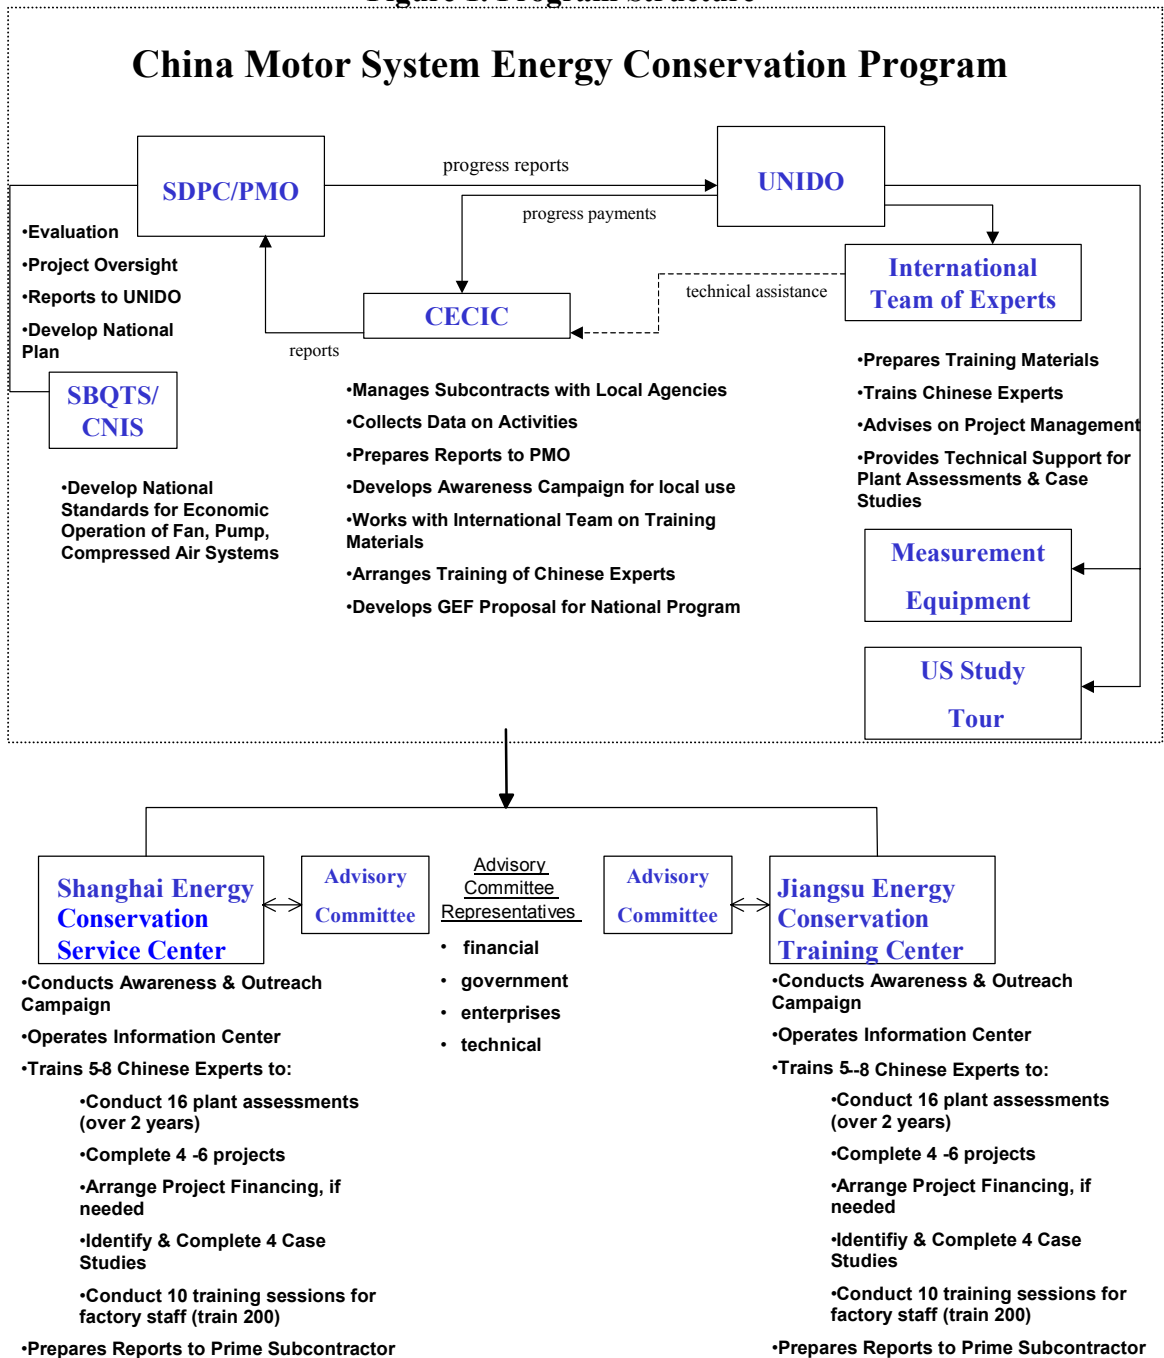 Figure 1. Program Structure
China Motor System Energy Conservation Program
SDPC/PMO
progress reports
UNIDO
progress payments
•Evaluation
•Project Oversight
•Reports to UNIDO
•Develop National
Plan
International
Team of Experts
technical assistance
CECIC
reports
SBQTS/
CNIS
•Develop National
Standards for Economic
Operation of Fan, Pump,
Compressed Air Systems
•Manages Subcontracts with Local Agencies
•Collects Data on Activities
•Prepares Reports to PMO
•Develops Awareness Campaign for local use
•Works with International Team on Training
Materials
•Arranges Training of Chinese Experts
•Develops GEF Proposal for National Program
•Prepares Training Materials
•Trains Chinese Experts
•Advises on Project Management
•Provides Technical Support for
Plant Assessments & Case
Studies
Measurement
Equipment
US Study
Tour
Shanghai Energy
Conservation
Service Center
Advisory
Committee
Advisory
Committee
Representatives
• financial
• government
• enterprises
• technical
Advisory
Committee
Jiangsu Energy
Conservation
Training Center
•Conducts Awareness & Outreach
Campaign
•Operates Information Center
•Trains 5-8 Chinese Experts to:
•Conduct 16 plant assessments
(over 2 years)
•Complete 4 -6 projects
•Arrange Project Financing, if
needed
•Identify & Complete 4 Case
Studies
•Conduct 10 training sessions for
factory staff (train 200)
•Prepares Reports to Prime Subcontractor
•Conducts Awareness & Outreach
Campaign
•Operates Information Center
•Trains 5--8 Chinese Experts to:
•Conduct 16 plant assessments
(over 2 years)
•Complete 4 -6 projects
•Arrange Project Financing, if
needed
•Identifiy & Complete 4 Case
Studies
•Conduct 10 training sessions for
factory staff (train 200)
•Prepares Reports to Prime Subcontractor